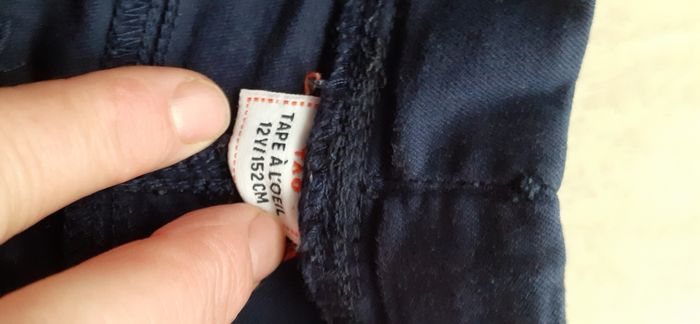 TAPE À L'OEIL
12Y/152CM